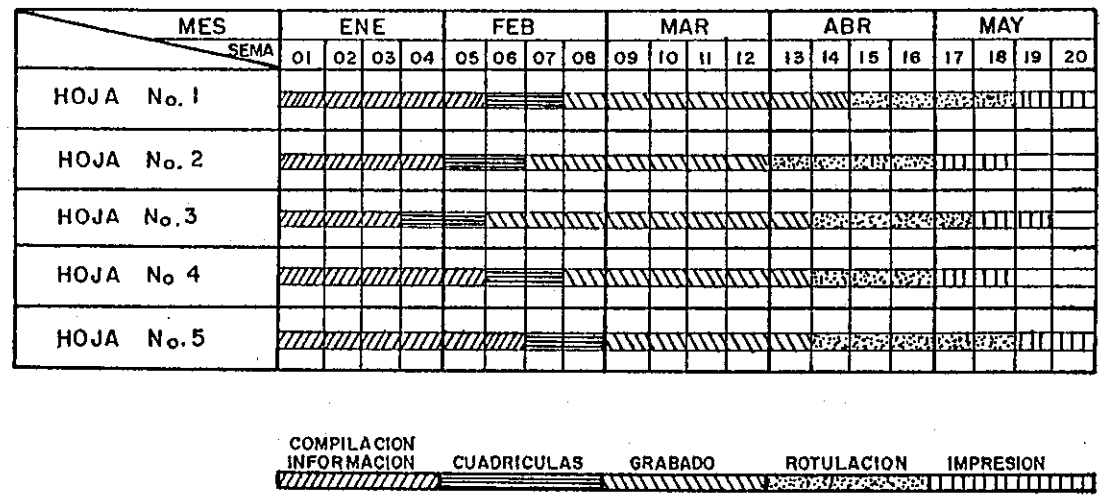 MES ENE FEB MAR ABR MAY
SEMA 01 02 03 04 05 06 07 08 09 10 11 12 13 14 15 16 17 18 19 20
HOJA No. 1
HOJA No. 2
HOJA No. 3
HOJA No 4
HOJA No. 5
COMPILACION
INFORMACION CUADRICULAS GRABADO ROTULACION IMPRESION